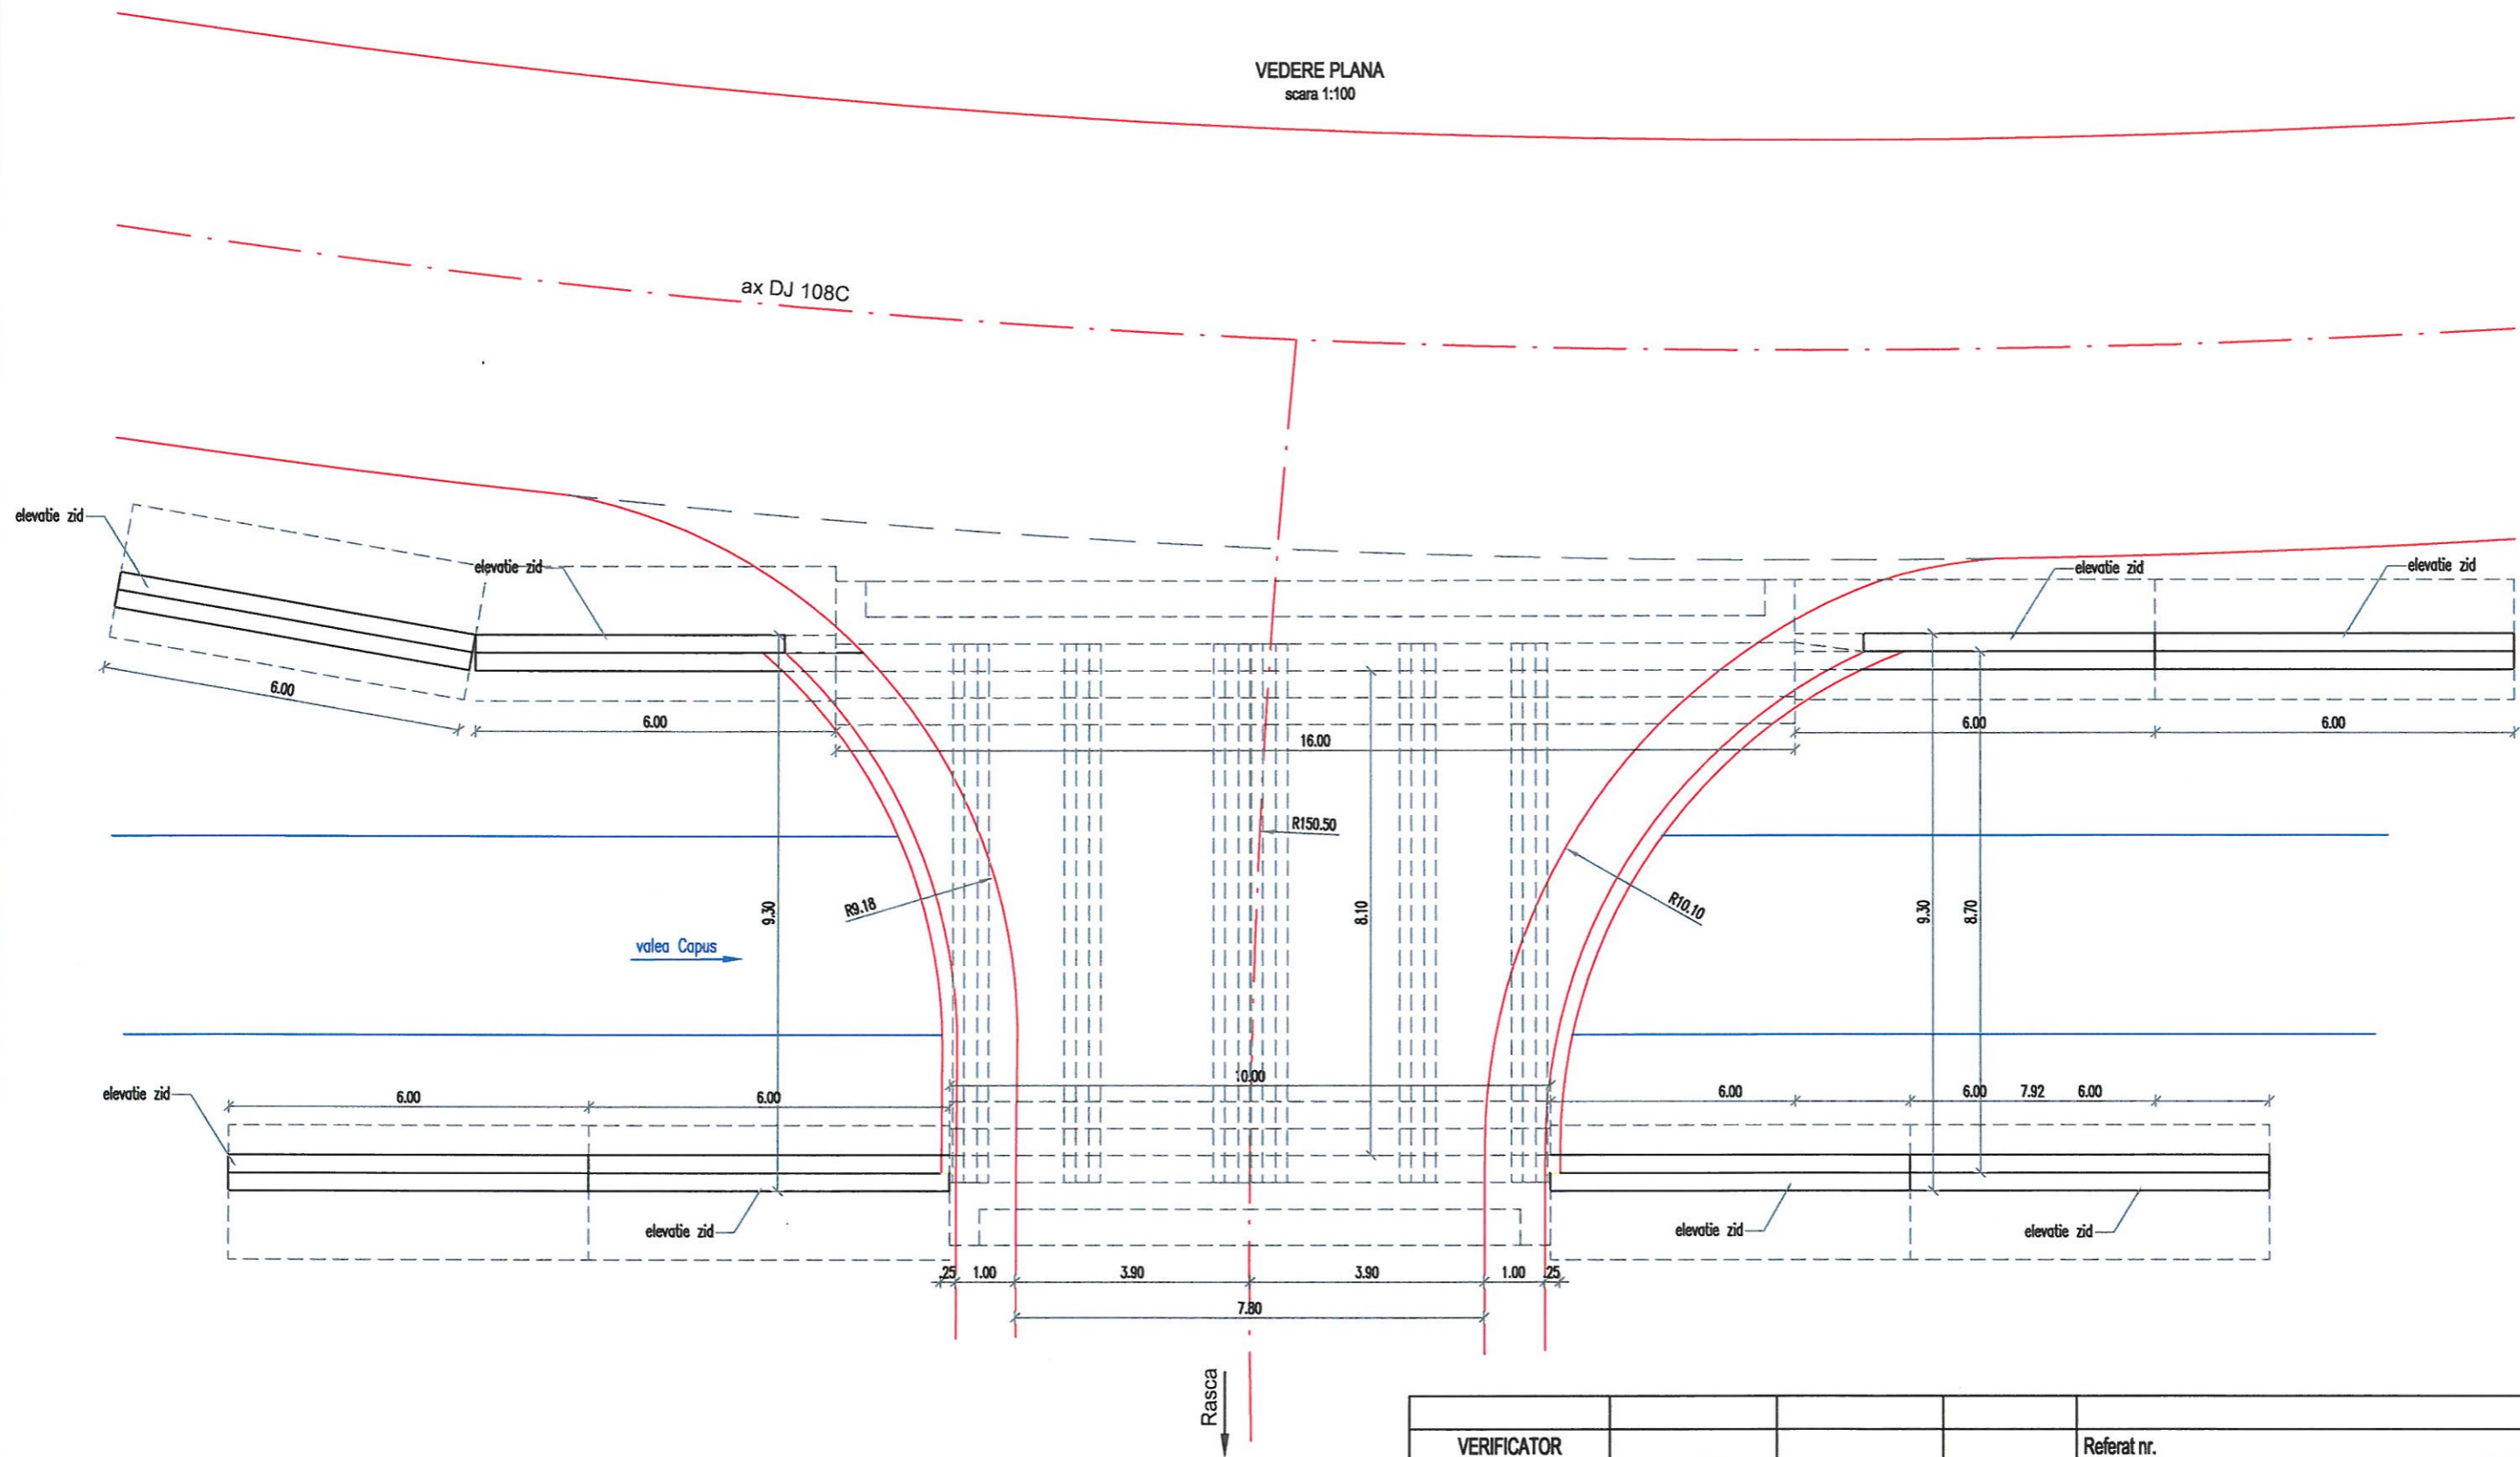 VEDERE PLANA
scara 1:100
ax DJ 108C
elevatie zid
elevatie zid
elevatie zid
elevatie zid
6.00
6.00
16.00
6.00
6.00
R150.50
R9.18
R10.10
9.30
8.10
9.30
8.70
valea Capus
10.00
elevatie zid
6.00
6.00
6.00
6.00
7.92
6.00
elevatie zid
elevatie zid
elevatie zid
.25
1.00
3.90
3.90
1.00
.25
7.80
Rasca
VERIFICATOR
Referat nr.